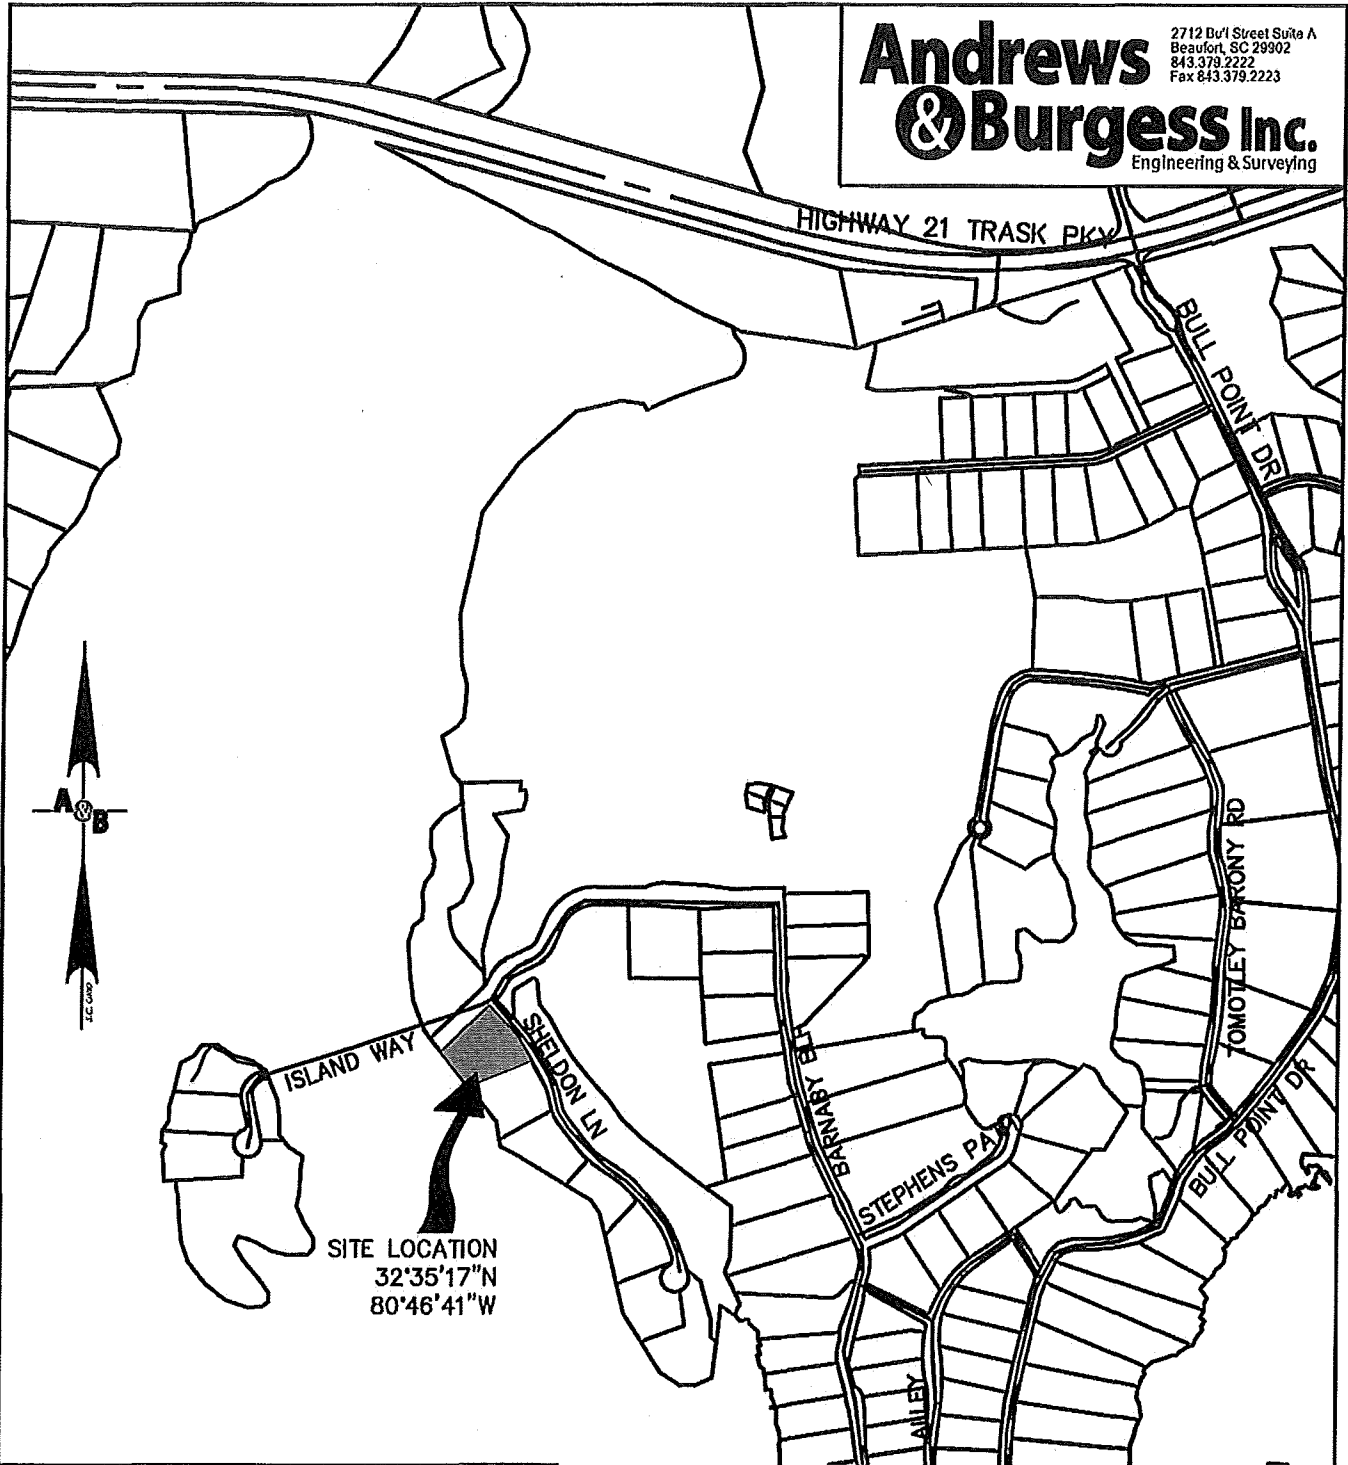 Andrews
& Burgess Inc.
Engineering & Surveying
2712 Bull Street Suite A
Beaufort, SC 29902
843.379.2222
Fax 843.379.2223
HIGHWAY 21 TRASK PKY
BULL POINT DR
A & B
TOMOTLEY BARONY RD
ISLAND WAY
SHELDON LN
BARNABY
STEPHENS
BULL POINT DR
SITE LOCATION
32°35'17"N
80°46'41"W